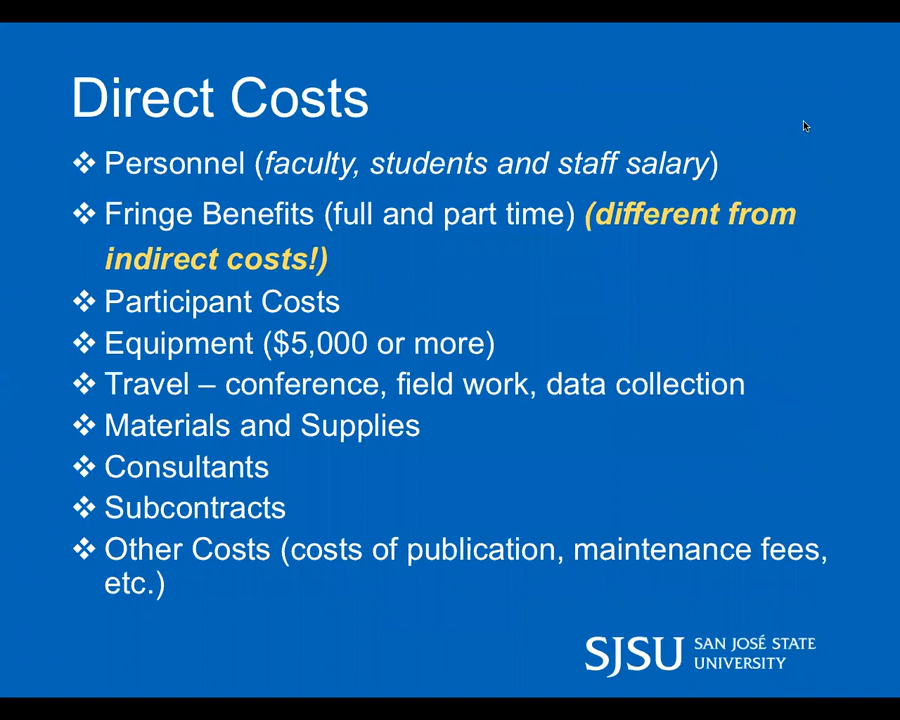 Direct Costs
❖ Personnel (faculty, students and staff salary)
❖ Fringe Benefits (full and part time) (different from
indirect costs!)
❖ Participant Costs
❖ Equipment ($5,000 or more)
❖ Travel – conference, field work, data collection
❖ Materials and Supplies
❖ Consultants
❖ Subcontracts
❖ Other Costs (costs of publication, maintenance fees,
etc.)
SJSU SAN JOSÉ STATE
UNIVERSITY